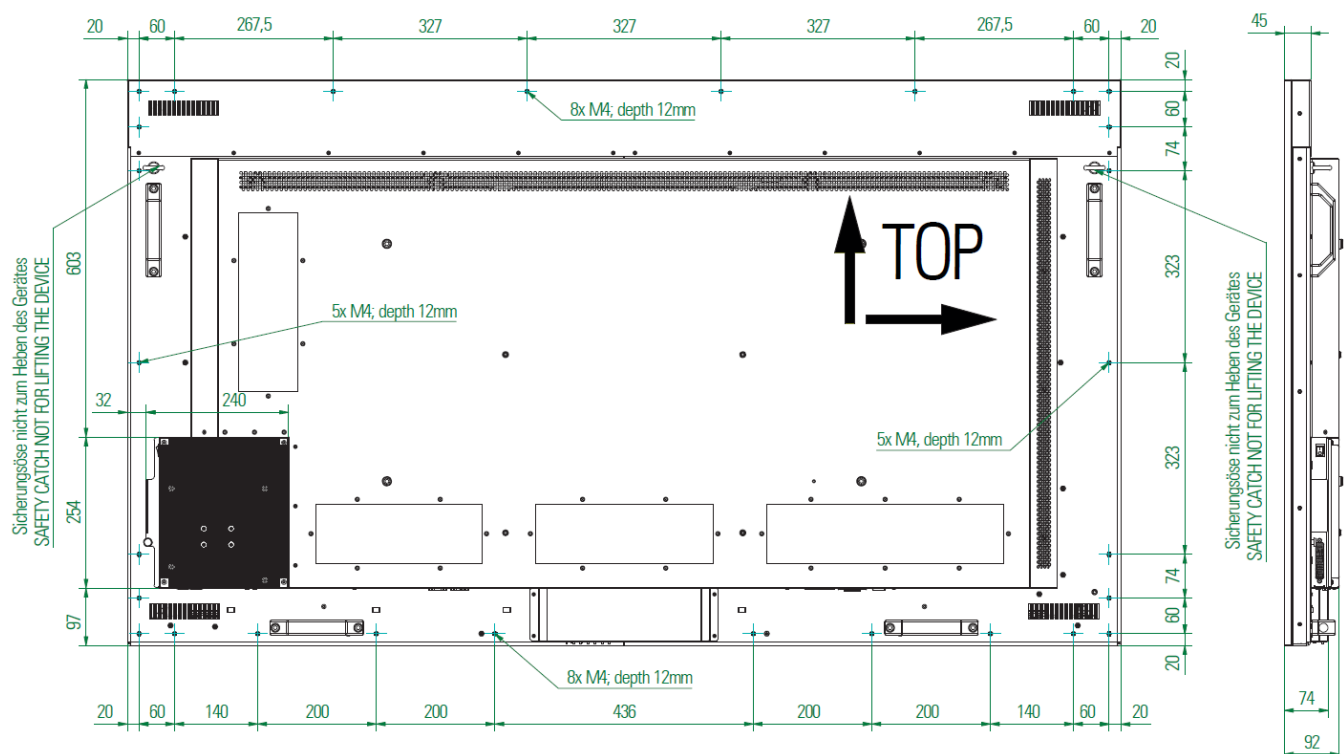 20 60 267,5 327 327 327 267,5 60 20
45
20
8x M4; depth 12mm
60
74
TOP
603
323
Sicherungsöse nicht zum Heben des Gerätes
SAFETY CATCH NOT FOR LIFTING THE DEVICE
Sicherungsöse nicht zum Heben des Gerätes
SAFETY CATCH NOT FOR LIFTING THE DEVICE
5x M4; depth 12mm
32 240
5x M4, depth 12mm
323
254
74
97
60
20
8x M4; depth 12mm
20 60 140 200 200 436 200 200 140 60 20
74
92